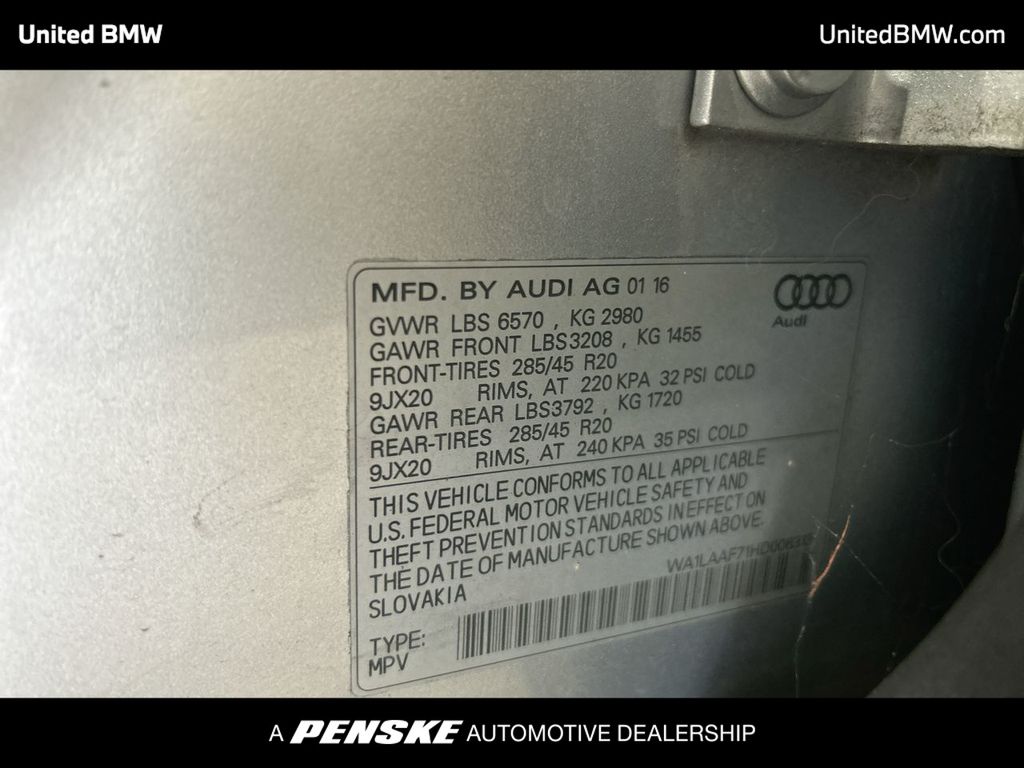 United BMW
UnitedBMW.com
MFD. BY AUDI AG 01 16
GVWR LBS 6570 , KG 2980
GAWR FRONT LBS3208 , KG 1455
FRONT-TIRES 285/45 R20
9JX20 RIMS, AT 220 KPA 32 PSI COLD
GAWR REAR LBS3792 , KG 1720
REAR-TIRES 285/45 R20
9JX20 RIMS, AT 240 KPA 35 PSI COLD
Audi
THIS VEHICLE CONFORMS TO ALL APPLICABLE
U.S. FEDERAL MOTOR VEHICLE SAFETY AND
THEFT PREVENTION STANDARDS IN EFFECT ON
THE DATE OF MANUFACTURE SHOWN ABOVE.
SLOVAKIA
TYPE:
MPV
A PENSKE AUTOMOTIVE DEALERSHIP